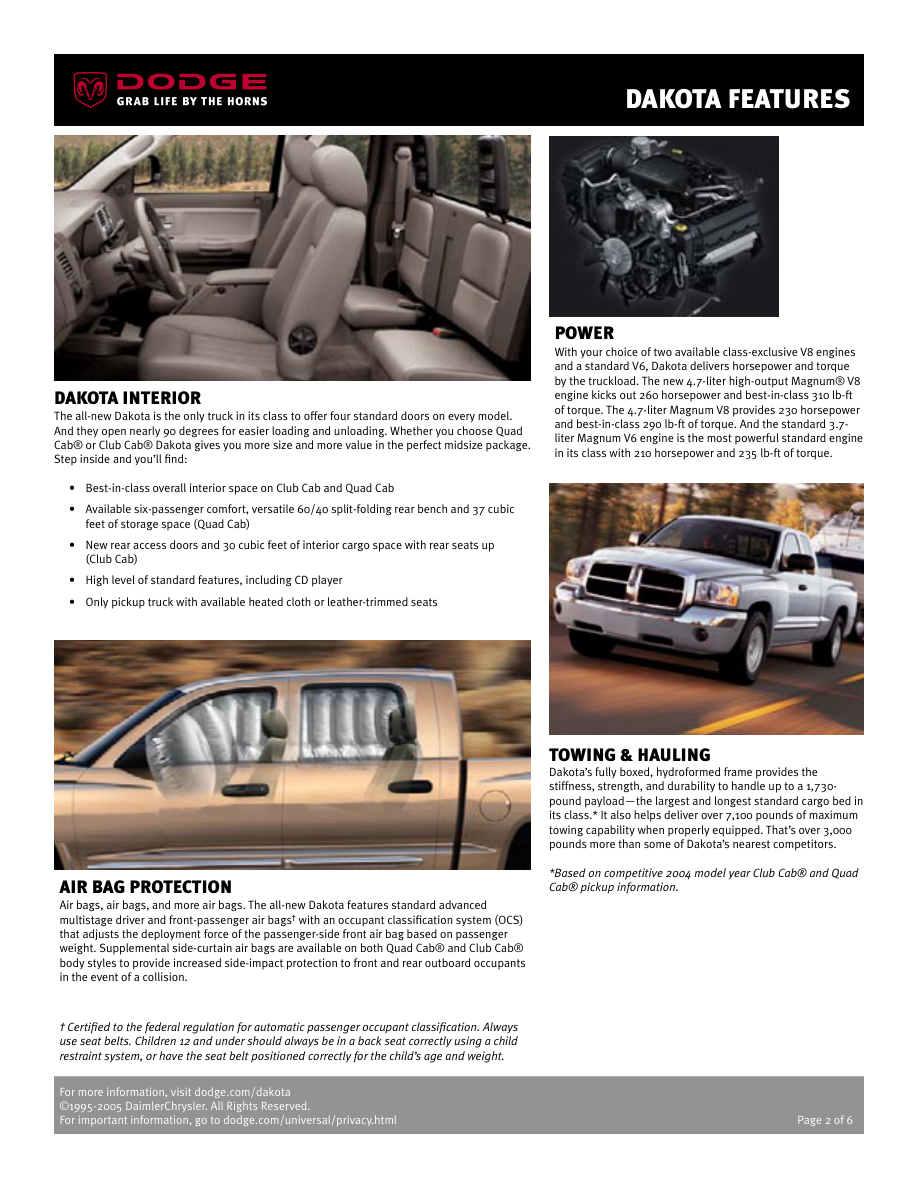 DODGE
GRAB LIFE BY THE HORNS
DAKOTA FEATURES
DAKOTA INTERIOR
The all-new Dakota is the only truck in its class to offer four standard doors on every model.
And they open nearly 90 degrees for easier loading and unloading. Whether you choose Quad
Cab® or Club Cab® Dakota gives you more size and more value in the perfect midsize package.
Step inside and you'll find:
• Best-in-class overall interior space on Club Cab and Quad Cab
• Available six-passenger comfort, versatile 60/40 split-folding rear bench and 37 cubic
feet of storage space (Quad Cab)
• New rear access doors and 30 cubic feet of interior cargo space with rear seats up
(Club Cab)
• High level of standard features, including CD player
• Only pickup truck with available heated cloth or leather-trimmed seats
AIR BAG PROTECTION
Air bags, air bags, and more air bags. The all-new Dakota features standard advanced
multistage driver and front-passenger air bags† with an occupant classification system (OCS)
that adjusts the deployment force of the passenger-side front air bag based on passenger
weight. Supplemental side-curtain air bags are available on both Quad Cab® and Club Cab®
body styles to provide increased side-impact protection to front and rear outboard occupants
in the event of a collision.
† Certified to the federal regulation for automatic passenger occupant classification. Always
use seat belts. Children 12 and under should always be in a back seat correctly using a child
restraint system, or have the seat belt positioned correctly for the child's age and weight.
POWER
With your choice of two available class-exclusive V8 engines
and a standard V6, Dakota delivers horsepower and torque
by the truckload. The new 4.7-liter high-output Magnum® V8
engine kicks out 260 horsepower and best-in-class 310 lb-ft
of torque. The 4.7-liter Magnum V8 provides 230 horsepower
and best-in-class 290 lb-ft of torque. And the standard 3.7-
liter Magnum V6 engine is the most powerful standard engine
in its class with 210 horsepower and 235 lb-ft of torque.
TOWING & HAULING
Dakota's fully boxed, hydroformed frame provides the
stiffness, strength, and durability to handle up to a 1,730-
pound payload—the largest and longest standard cargo bed in
its class.* It also helps deliver over 7,100 pounds of maximum
towing capability when properly equipped. That's over 3,000
pounds more than some of Dakota's nearest competitors.
*Based on competitive 2004 model year Club Cab® and Quad
Cab® pickup information.
For more information, visit dodge.com/dakota
©1995-2005 DaimlerChrysler. All Rights Reserved.
For important information, go to dodge.com/universal/privacy.html
Page 2 of 6